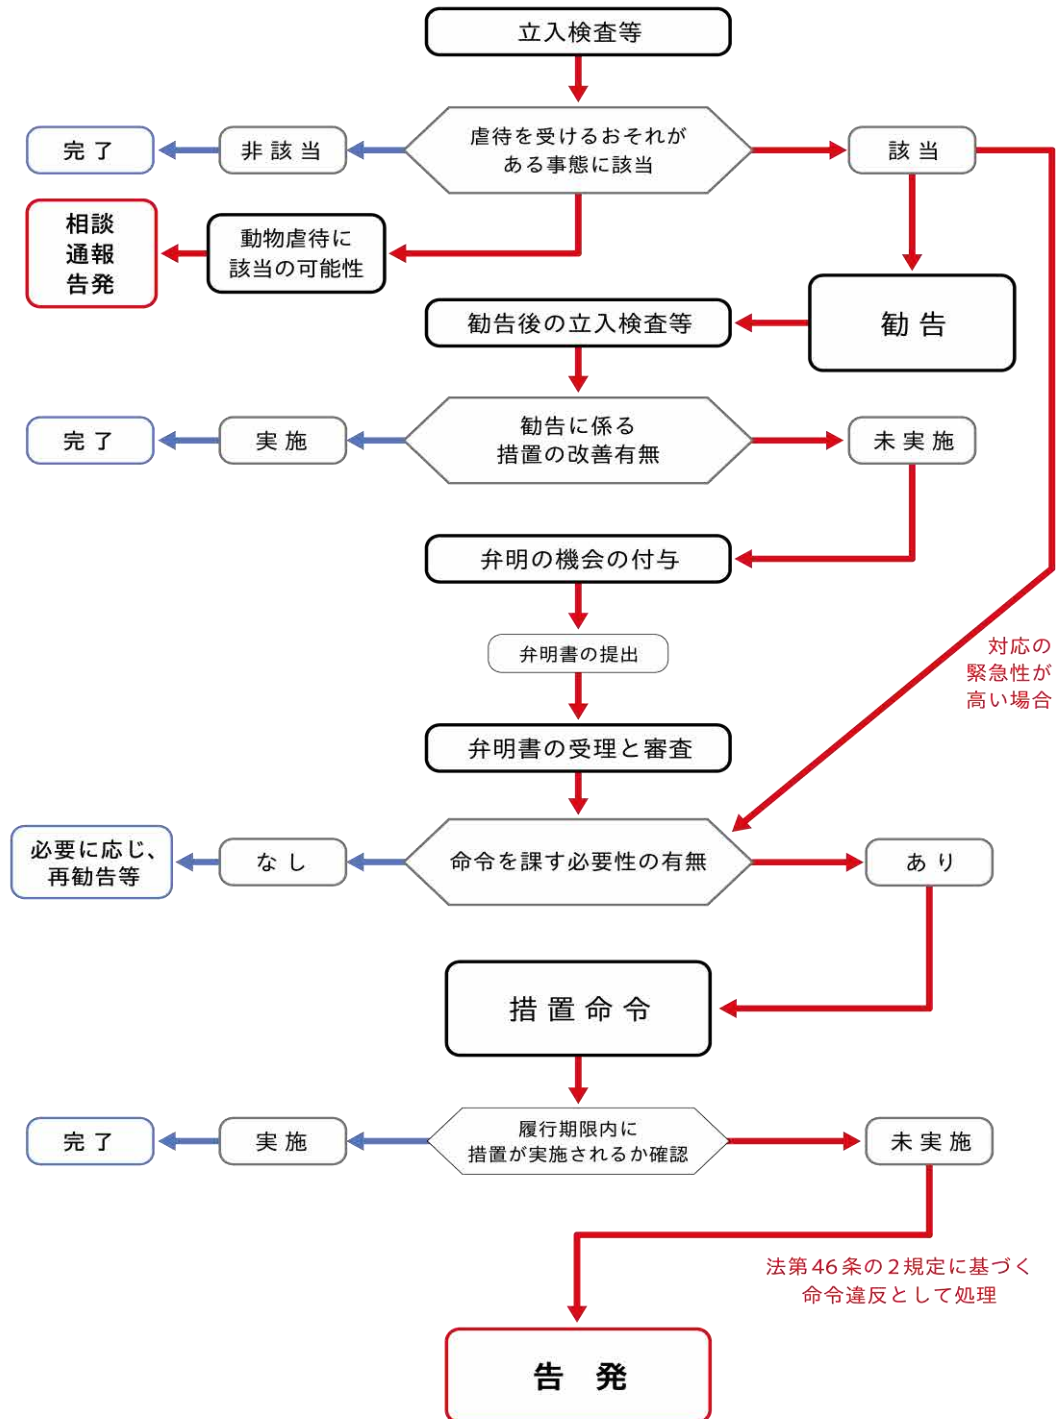 立入検査等
虐待を受けるおそれが
ある事態に該当
非該当
完了
該当
動物虐待に
該当の可能性
相談
通報
告発
勧告
勧告後の立入検査等
勧告に係る
措置の改善有無
実施
完了
未実施
弁明の機会の付与
弁明書の提出
対応の
緊急性が
高い場合
弁明書の受理と審査
命令を課す必要性の有無
なし
必要に応じ、
再勧告等
あり
措置命令
履行期限内に
措置が実施されるか確認
実施
完了
未実施
法第46条の2規定に基づく
命令違反として処理
告発